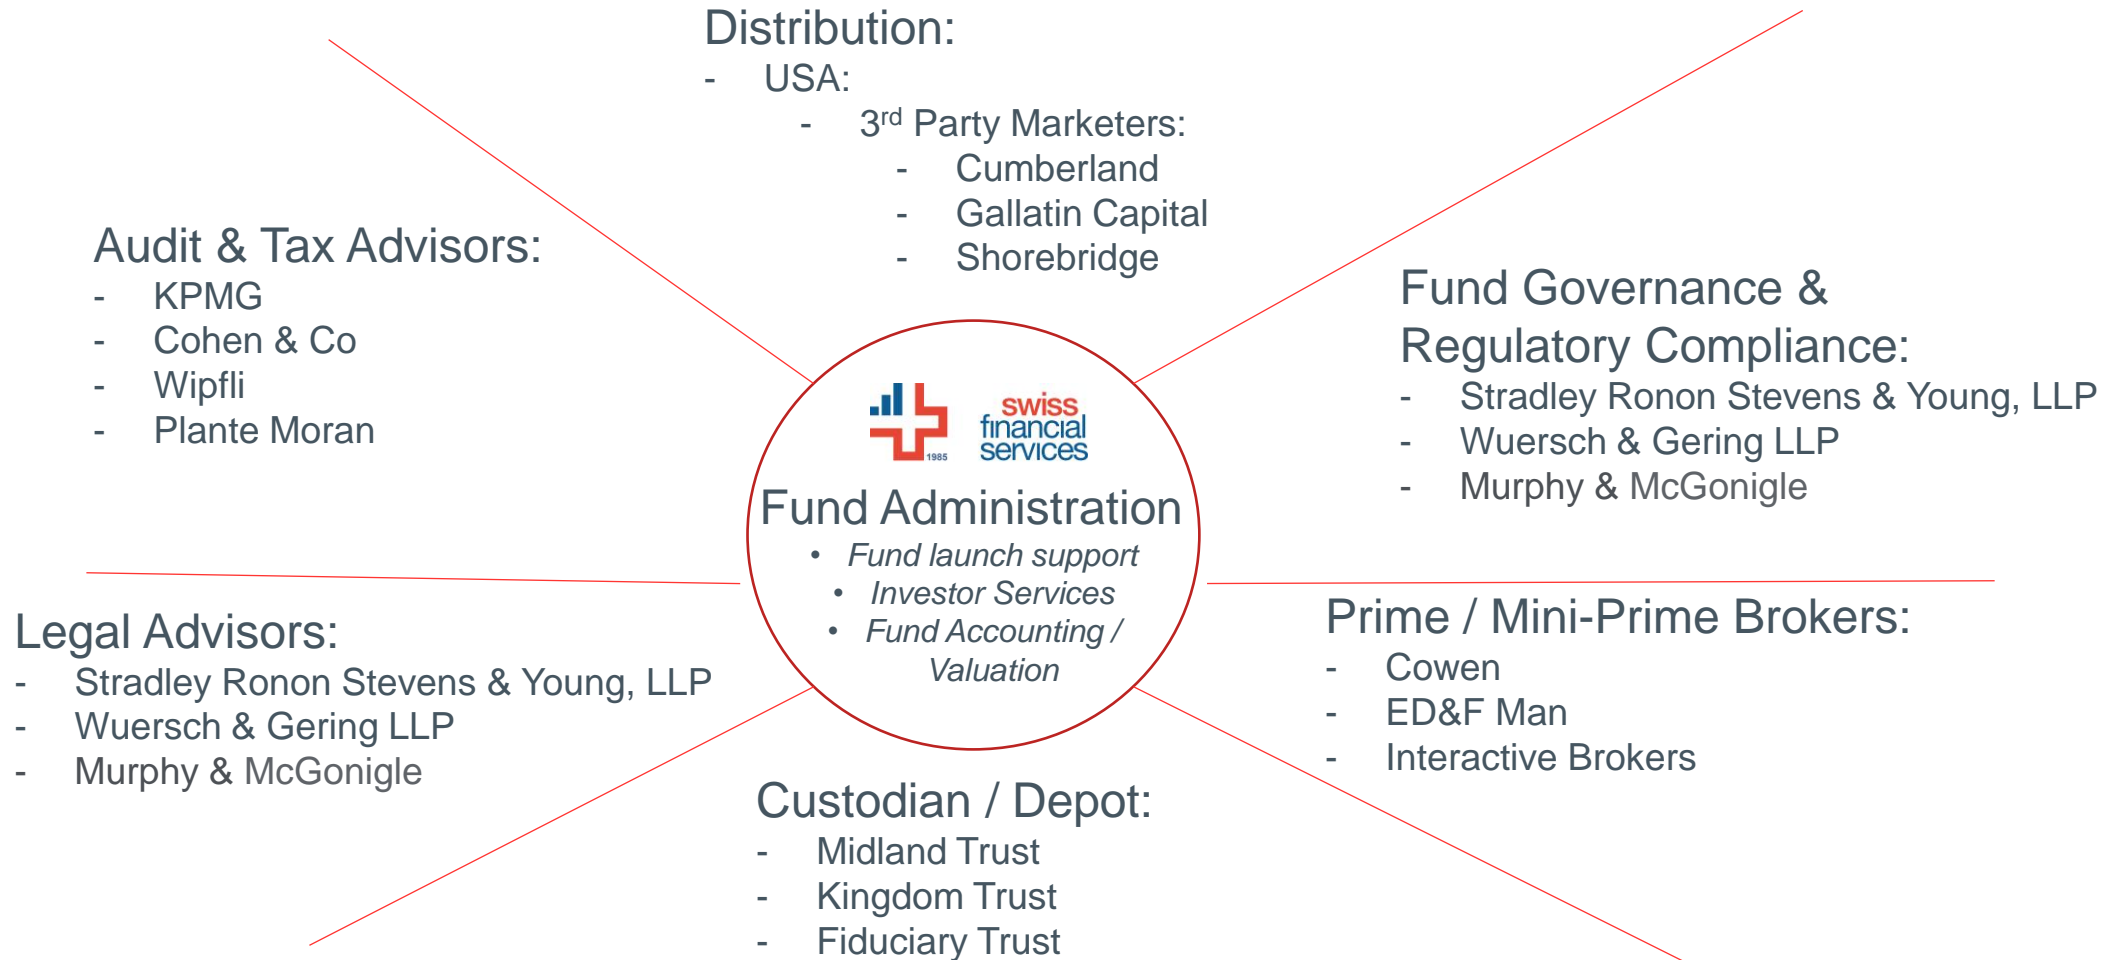 Distribution:
- USA:
- 3rd Party Marketers:
- Cumberland
- Gallatin Capital
- Shorebridge
Audit & Tax Advisors:
- KPMG
- Cohen & Co
- Wipfli
- Plante Moran
Fund Governance &
Regulatory Compliance:
- Stradley Ronon Stevens & Young, LLP
- Wuersch & Gering LLP
- Murphy & McGonigle
1985
swiss
financial
services
Fund Administration
• Fund launch support
• Investor Services
• Fund Accounting /
Valuation
Legal Advisors:
- Stradley Ronon Stevens & Young, LLP
- Wuersch & Gering LLP
- Murphy & McGonigle
Prime / Mini-Prime Brokers:
- Cowen
- ED&F Man
- Interactive Brokers
Custodian / Depot:
- Midland Trust
- Kingdom Trust
- Fiduciary Trust